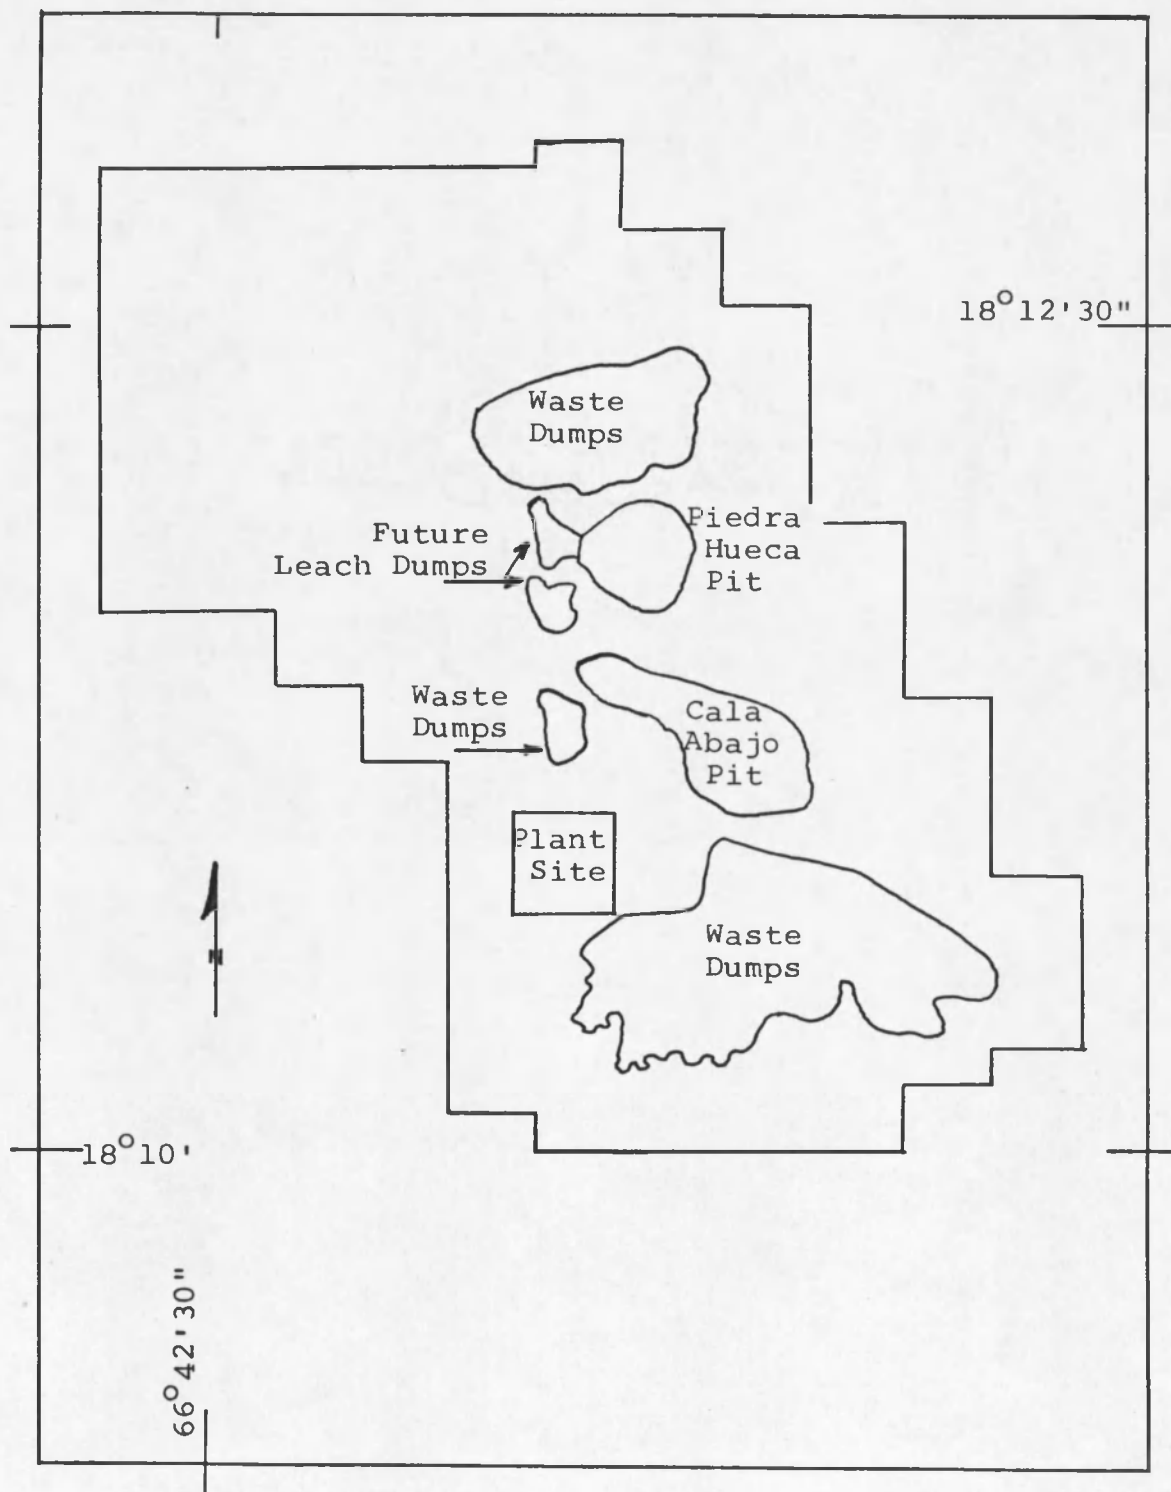 18°12'30"
Waste
Dumps
Piedra
Hueca
Pit
Future
Leach Dumps
Waste
Dumps
Cala
Abajo
Pit
Plant
Site
Waste
Dumps
N
18°10'
66°42'30"